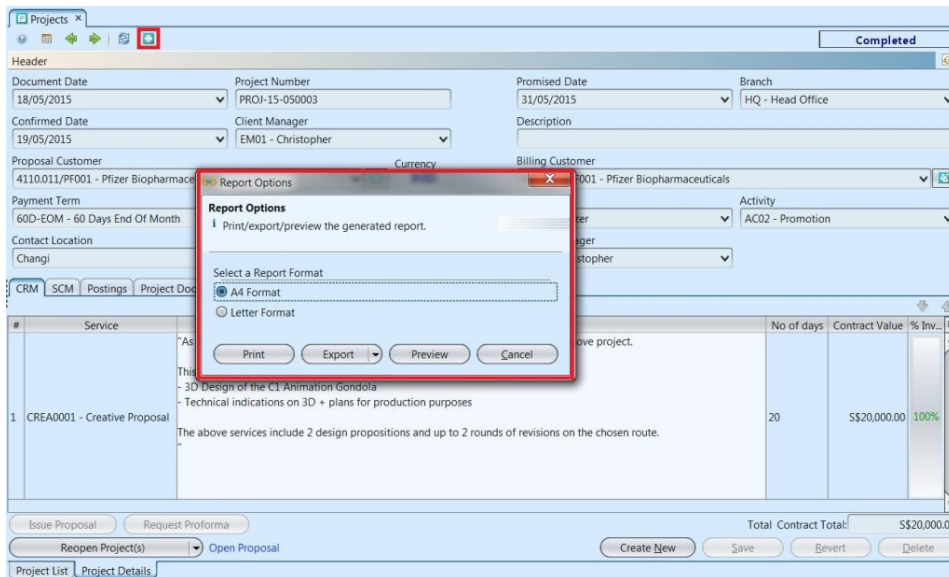 Projects
Completed
Header
Document Date Project Number Promised Date Branch
18/05/2015 PROJ-15-050003 31/05/2015 HQ - Head Office
Confirmed Date Client Manager Description
19/05/2015 EM01 - Christopher
Proposal Customer Currency Billing Customer
4110.011/PF001 - Pfizer Biopharmace F001 - Pfizer Biopharmaceuticals
Payment Term Activity
60D-EOM - 60 Days End Of Month zer AC02 - Promotion
Contact Location ager
Changi stopher
Report Options
Report Options
Print/export/preview the generated report.
Select a Report Format
A4 Format
Letter Format
Print Export Preview Cancel
CRM SCM Postings Project Doc
# Service No of days Contract Value % Inv...
"As ove project.
This
- 3D Design of the C1 Animation Gondola
- Technical indications on 3D + plans for production purposes
1 CREA0001 - Creative Proposal 20 S$20,000.00 100%
The above services include 2 design propositions and up to 2 rounds of revisions on the chosen route.
"
Issue Proposal Request Proforma Total Contract Total: S$20,000.0
Reopen Project(s) Open Proposal Create New Save Revert Delete
Project List Project Details